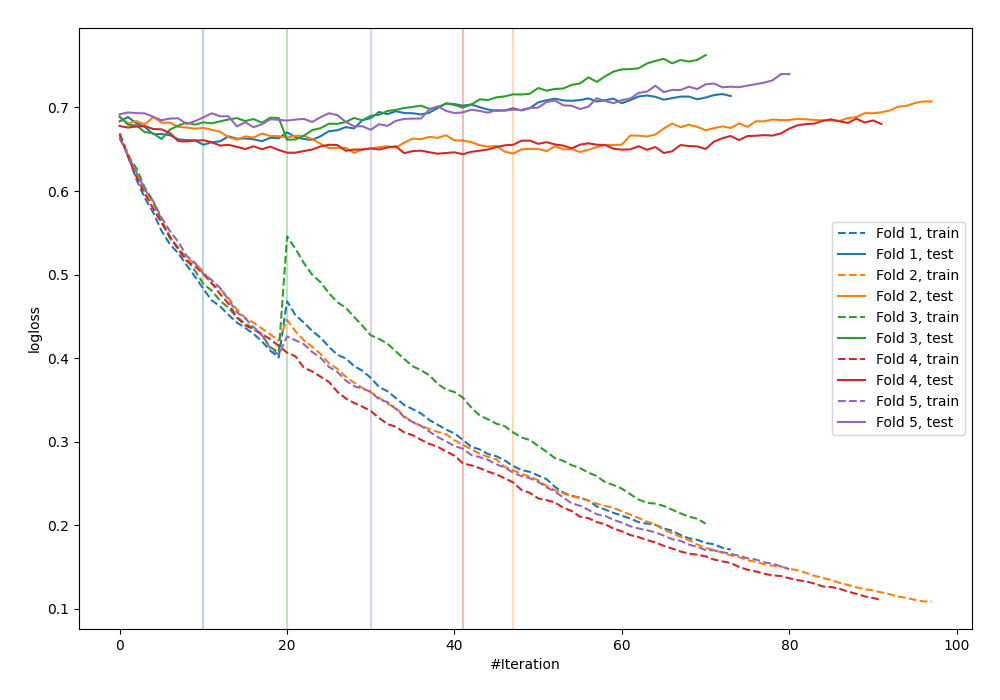 0.7
0.6
0.5
0.4
0.3
0.2
0.1
logloss
0 20 40 60 80 100
#Iteration
Fold 1, train
Fold 1, test
Fold 2, train
Fold 2, test
Fold 3, train
Fold 3, test
Fold 4, train
Fold 4, test
Fold 5, train
Fold 5, test